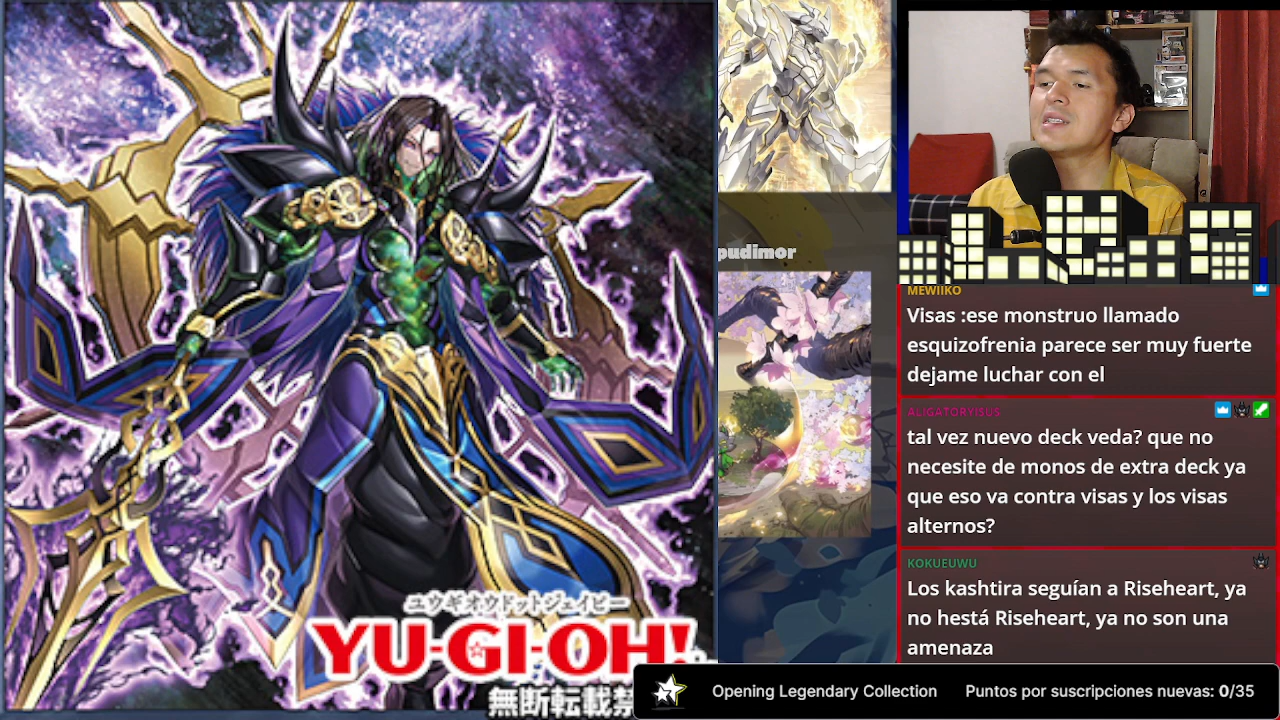 pudimor
MEWIIKO
Visas :ese monstruo llamado
esquizofrenia parece ser muy fuerte
dejame luchar con el
ALIGATORYISUS
tal vez nuevo deck veda? que no
necesite de monos de extra deck ya
que eso va contra visas y los visas
alternos?
KOKUEUWU
Los kashtira seguían a Riseheart, ya
no hestá Riseheart, ya no son una
amenaza
ユウギオウドットジェイピー
YU-GI-OH!
無断転載禁
Opening Legendary Collection
Puntos por suscripciones nuevas: 0/35